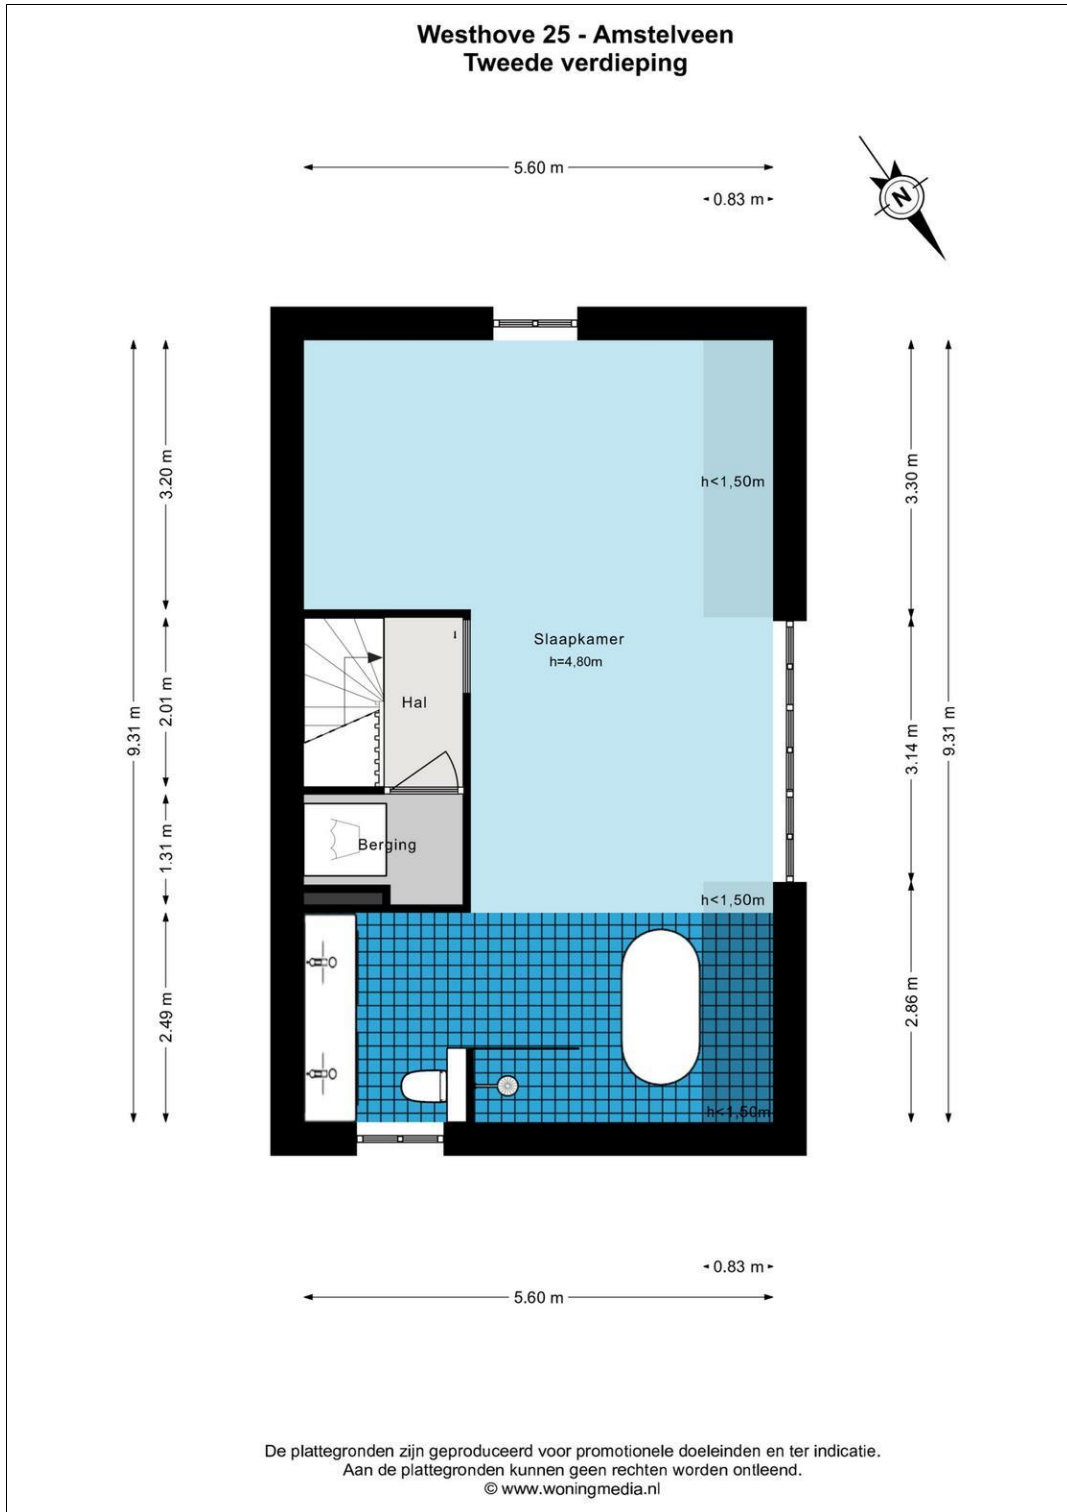 Westhove 25 - Amstelveen
Tweede verdieping
5.60 m
0.83 m
N
3.20 m
2.01 m
9.31 m
1.31 m
2.49 m
h<1,50m
Slaapkamer
h=4,80m
Hal
Berging
h<1,50m
h<1,50m
3.30 m
3.14 m
9.31 m
2.86 m
0.83 m
5.60 m
De plattegronden zijn geproduceerd voor promotionele doeleinden en ter indicatie.
Aan de plattegronden kunnen geen rechten worden ontleend.
© www.woningmedia.nl